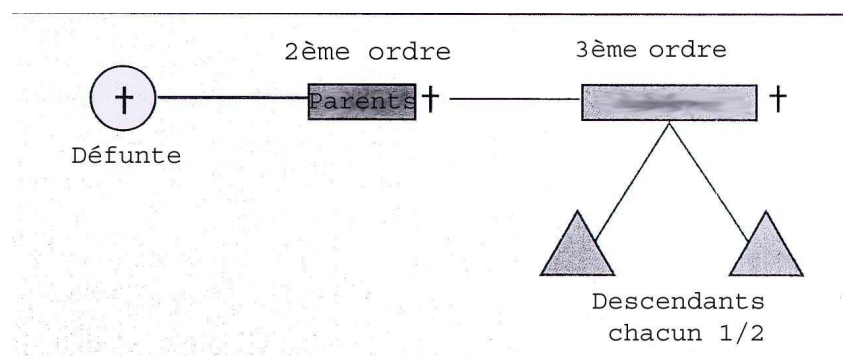 2ème ordre
3ème ordre
†
Parents
†
†
Défunte
Descendants
chacun 1/2